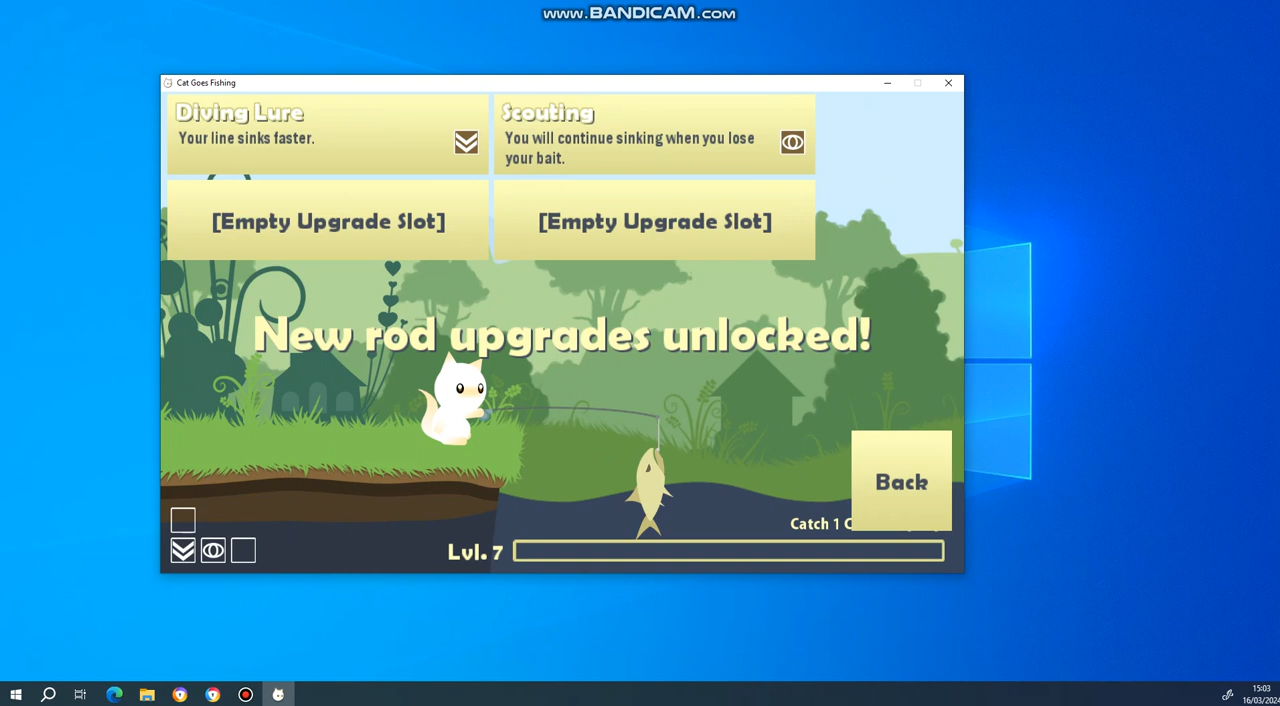 WWW.BANDICAM.COM
Cat Goes Fishing
Diving Lure
Your line sinks faster.
Scouting
You will continue sinking when you lose
your bait.
[Empty Upgrade Slot]
[Empty Upgrade Slot]
New rod upgrades unlocked!
Back
Catch 1
Lvl. 7
15:03
16/03/202